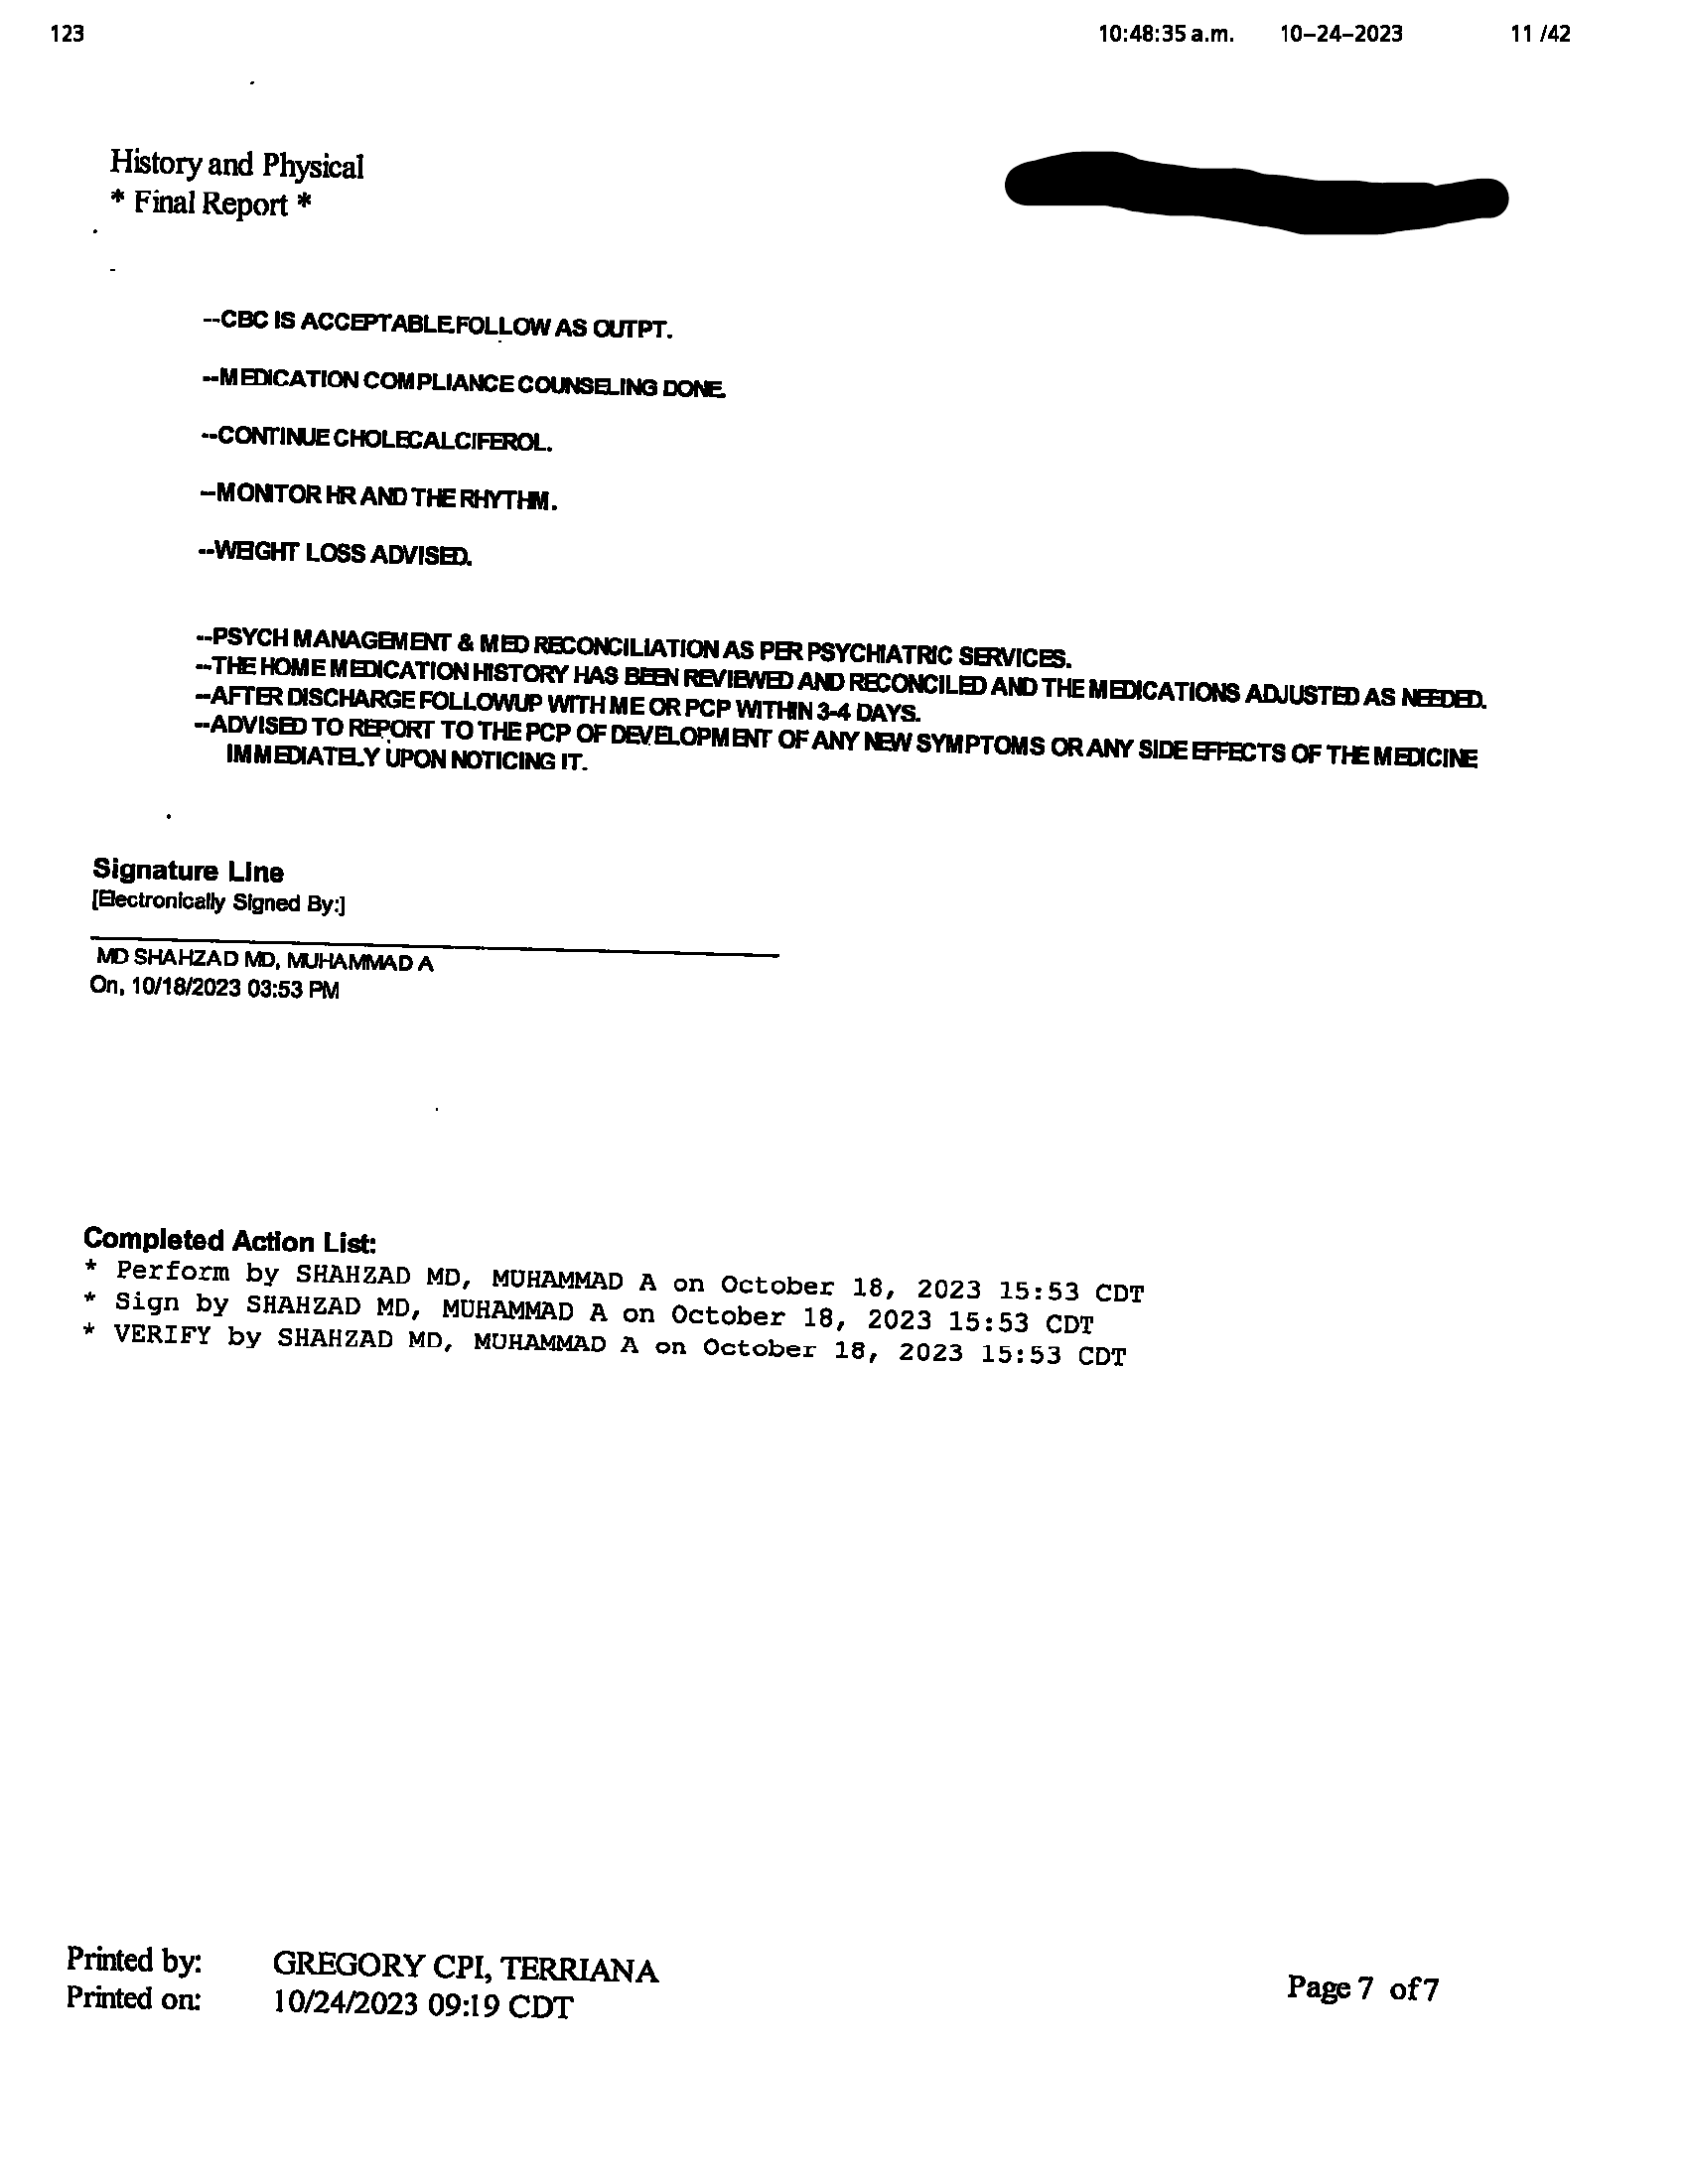 123 10:48:35 a.m. 10-24-2023 11 /42
History and Physical
* Final Report *
--CBC IS ACCEPTABLE.FOLLOW AS OUTPT.
--MEDICATION COMPLIANCE COUNSELING DONE.
--CONTINUE CHOLECALCIFEROL.
--MONITOR HR AND THE RHYTHM.
--WEIGHT LOSS ADVISED.
--PSYCH MANAGEMENT & MED RECONCILIATION AS PER PSYCHIATRIC SERVICES.
--THE HOME MEDICATION HISTORY HAS BEEN REVIEWED AND RECONCILED AND THE MEDICATIONS ADJUSTED AS NEEDED.
--AFTER DISCHARGE FOLLOWUP WITH ME OR PCP WITHIN 3-4 DAYS.
--ADVISED TO REPORT TO THE PCP OF DEVELOPMENT OF ANY NEW SYMPTOMS OR ANY SIDE EFFECTS OF THE MEDICINE
IMMEDIATELY UPON NOTICING IT.
Signature Line
[Electronically Signed By:]
MD SHAHZAD MD, MUHAMMAD A
On, 10/18/2023 03:53 PM
Completed Action List:
* Perform by SHAHZAD MD, MUHAMMAD A on October 18, 2023 15:53 CDT
* Sign by SHAHZAD MD, MUHAMMAD A on October 18, 2023 15:53 CDT
* VERIFY by SHAHZAD MD, MUHAMMAD A on October 18, 2023 15:53 CDT
Printed by: GREGORY CPI, TERRIANA
Printed on: 10/24/2023 09:19 CDT
Page 7 of 7